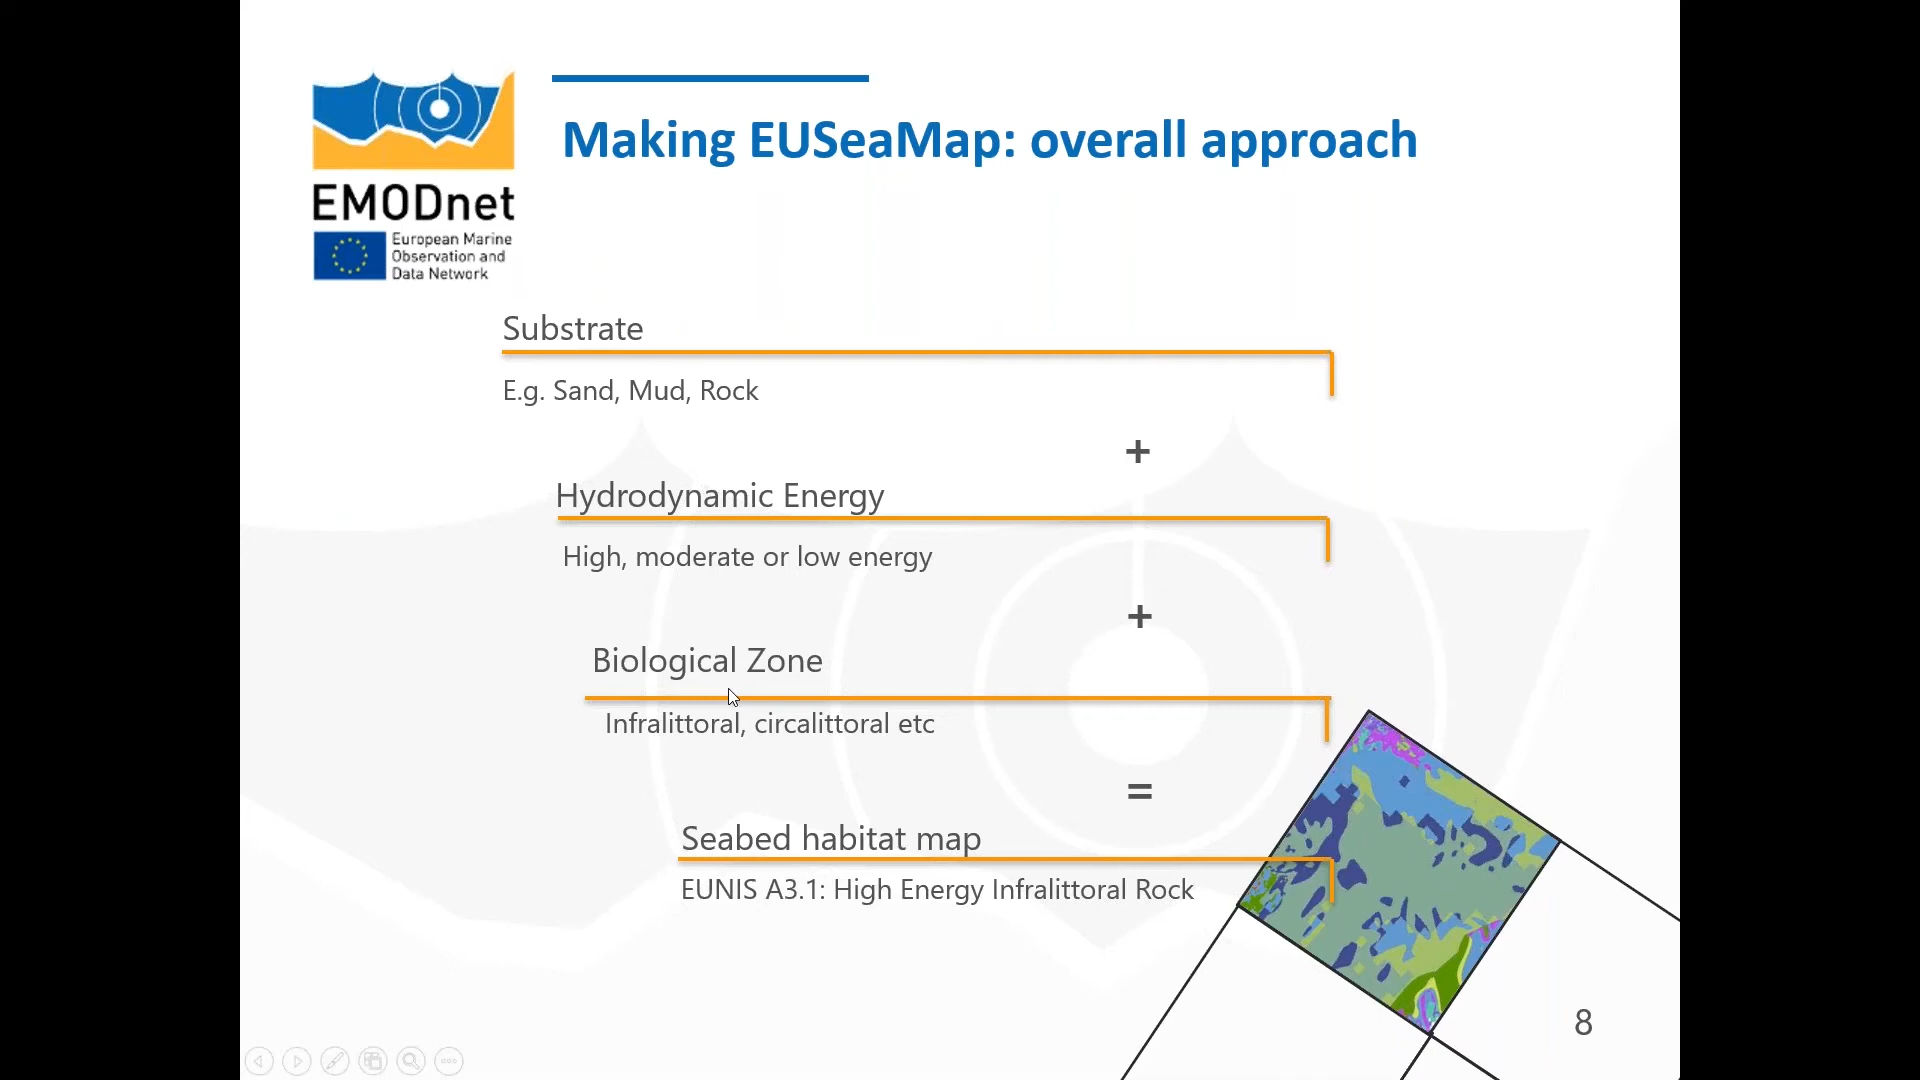 Making EUSeaMap: overall approach
EMODnet
European Marine
Observation and
Data Network
Substrate
E.g. Sand, Mud, Rock
+
Hydrodynamic Energy
High, moderate or low energy
+
Biological Zone
Infralittoral, circalittoral etc
=
Seabed habitat map
EUNIS A3.1: High Energy Infralittoral Rock
8